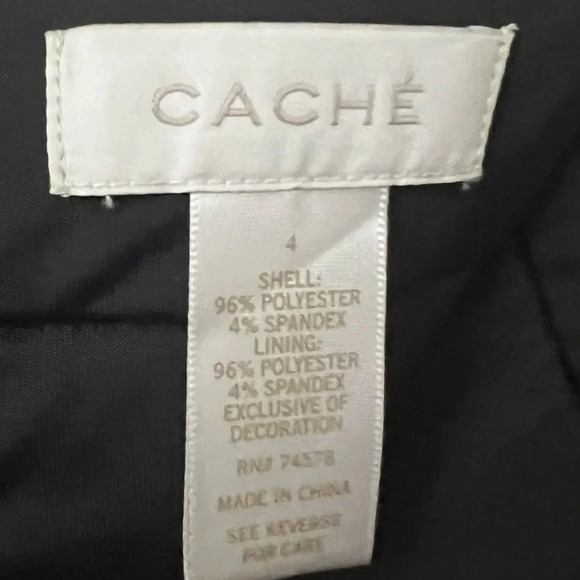 CACHÉ
4
SHELL:
96% POLYESTER
4% SPANDEX
LINING:
96% POLYESTER
4% SPANDEX
EXCLUSIVE OF
DECORATION
RN# 74578
MADE IN CHINA
SEE REVERSE
FOR CARE